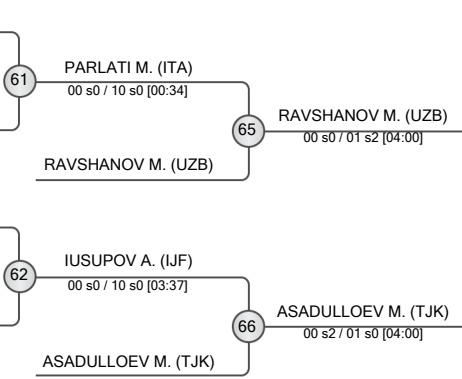 61
PARLATI M. (ITA)
00 s0 / 10 s0 [00:34]
65
RAVSHANOV M. (UZB)
00 s0 / 01 s2 [04:00]
RAVSHANOV M. (UZB)
62
IUSUPOV A. (IJF)
00 s0 / 10 s0 [03:37]
66
ASADULLOEV M. (TJK)
00 s2 / 01 s0 [04:00]
ASADULLOEV M. (TJK)